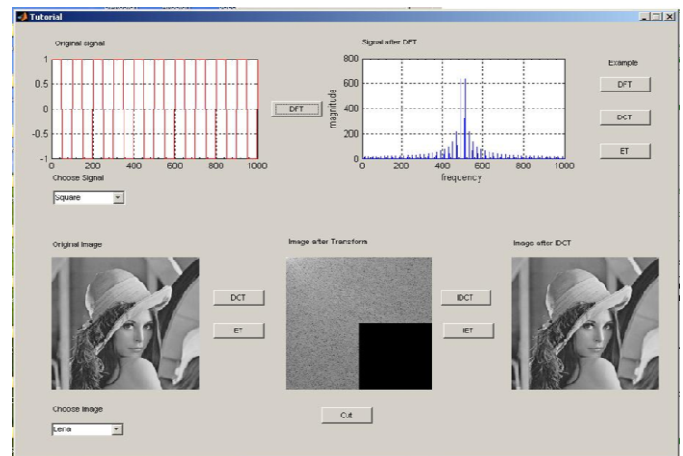 Tutorial
Original signal
1
0.5
0
-0.5
-1
0 200 400 600 800 1000
Choose Signal
Square
DFT
Signal after DFT
800
600
400
200
0
magnitude
0 200 400 600 800 1000
frequency
Example
DFT
DCT
ET
Original Image
DCT
IET
Choose Image
Lena
Image after Transform
Cut
IDCT
IET
Image after IDCT